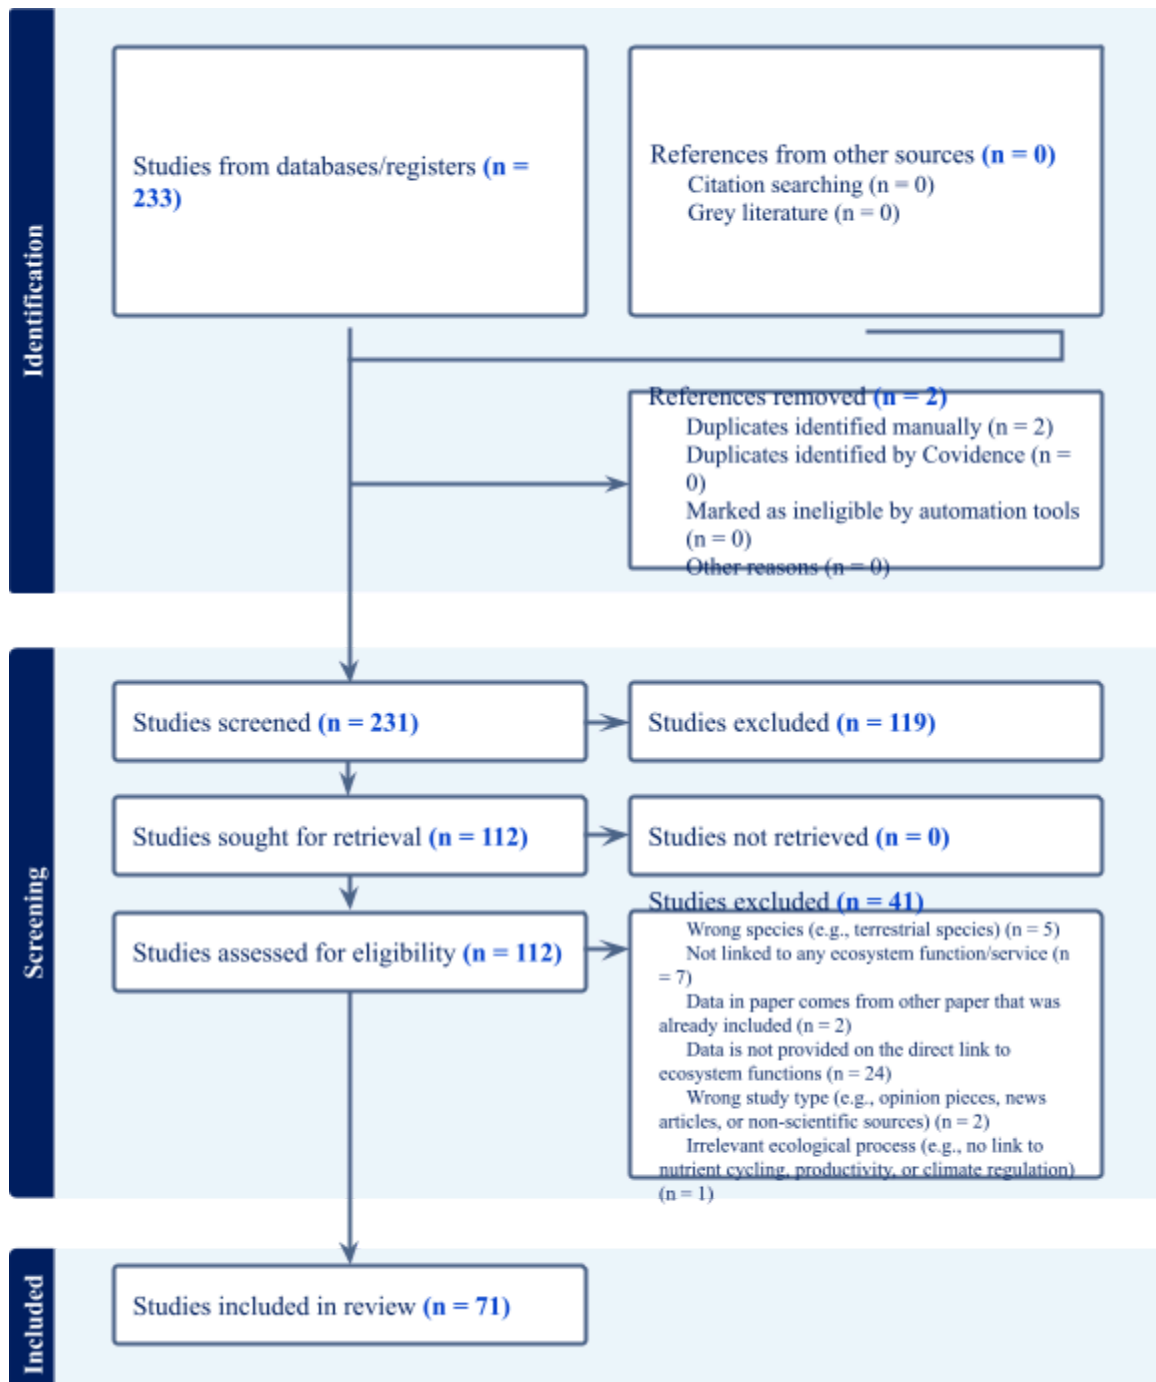 Identification
Studies from databases/registers (n =
233)
References from other sources (n = 0)
Citation searching (n = 0)
Grey literature (n = 0)
References removed (n = 2)
Duplicates identified manually (n = 2)
Duplicates identified by Covidence (n =
0)
Marked as ineligible by automation tools
(n = 0)
Other reasons (n = 0)
Screening
Studies screened (n = 231)
Studies excluded (n = 119)
Studies sought for retrieval (n = 112)
Studies not retrieved (n = 0)
Studies assessed for eligibility (n = 112)
Studies excluded (n = 41)
Wrong species (e.g., terrestrial species) (n = 5)
Not linked to any ecosystem function/service (n
= 7)
Data in paper comes from other paper that was
already included (n = 2)
Data is not provided on the direct link to
ecosystem functions (n = 24)
Wrong study type (e.g., opinion pieces, news
articles, or non-scientific sources) (n = 2)
Irrelevant ecological process (e.g., no link to
nutrient cycling, productivity, or climate regulation)
(n = 1)
Included
Studies included in review (n = 71)